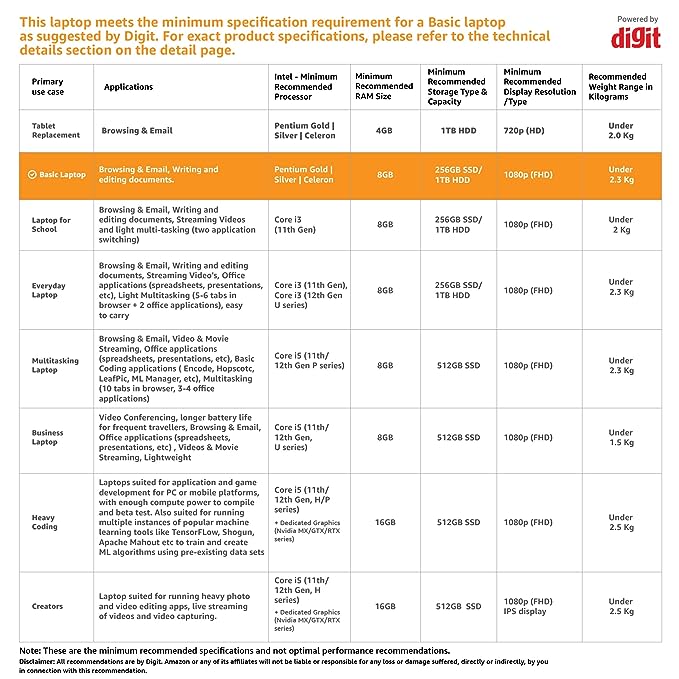 This laptop meets the minimum specification requirement for a Basic laptop
as suggested by Digit. For exact product specifications, please refer to the technical
details section on the detail page.
Powered by
digit
Primary
use case
Applications
Intel - Minimum
Recommended
Processor
Minimum
Recommended
RAM Size
Minimum
Recommended
Storage Type &
Capacity
Minimum
Recommended
Display Resolution
/Type
Recommended
Weight Range in
Kilograms
Tablet
Replacement
Browsing & Email
Pentium Gold |
Silver | Celeron
4GB
1TB HDD
720p (HD)
Under
2.0 Kg
Basic Laptop
Browsing & Email, Writing and
editing documents.
Pentium Gold |
Silver | Celeron
8GB
256GB SSD/
1TB HDD
1080p (FHD)
Under
2.3 Kg
Laptop for
School
Browsing & Email, Writing and
editing documents, Streaming Videos
and light multi-tasking (two application
switching)
Core i3
(11th Gen)
8GB
256GB SSD/
1TB HDD
1080p (FHD)
Under
2 Kg
Everyday
Laptop
Browsing & Email, Writing and editing
documents, Streaming Video's, Office
applications (spreadsheets, presentations,
etc), Light Multitasking (5-6 tabs in
browser + 2 office applications), easy
to carry
Core i3 (11th Gen),
Core i3 (12th Gen
U series)
8GB
256GB SSD/
1TB HDD
1080p (FHD)
Under
2.3 Kg
Multitasking
Laptop
Browsing & Email, Video & Movie
Streaming, Office applications
(spreadsheets, presentations, etc), Basic
Coding applications ( Encode, Hopscotc,
LeafPic, ML Manager, etc), Multitasking
(10 tabs in browser, 3-4 office
applications)
Core i5 (11th/
12th Gen P series)
8GB
512GB SSD
1080p (FHD)
Under
2.3 Kg
Business
Laptop
Video Conferencing, longer battery life
for frequent travellers, Browsing & Email,
Office applications (spreadsheets,
presentations, etc) , Videos & Movie
Streaming, Lightweight
Core i5 (11th/
12th Gen,
U series)
8GB
512GB SSD
1080p (FHD)
Under
1.5 Kg
Heavy
Coding
Laptops suited for application and game
development for PC or mobile platforms,
with enough compute power to compile
and beta test. Also suited for running
multiple instances of popular machine
learning tools like TensorFLow, Shogun,
Apache Mahout etc to train and create
ML algorithms using pre-existing data sets
Core i5 (11th/
12th Gen, H/P
series)
+ Dedicated Graphics
(Nvidia MX/GTX/RTX
series)
16GB
512GB SSD
1080p (FHD)
Under
2.5 Kg
Creators
Laptop suited for running heavy photo
and video editing apps, live streaming
of videos and video capturing.
Core i5 (11th/
12th Gen, H
series)
+ Dedicated Graphics
(Nvidia MX/GTX/RTX
series)
16GB
512GB SSD
1080p (FHD)
IPS display
Under
2.5 Kg
Note: These are the minimum recommended specifications and not optimal performance recommendations.
Disclaimer: All recommendations are by Digit. Amazon or any of its affiliates will not be liable or responsible for any loss or damage suffered, directly or indirectly, by you
in connection with this recommendation.